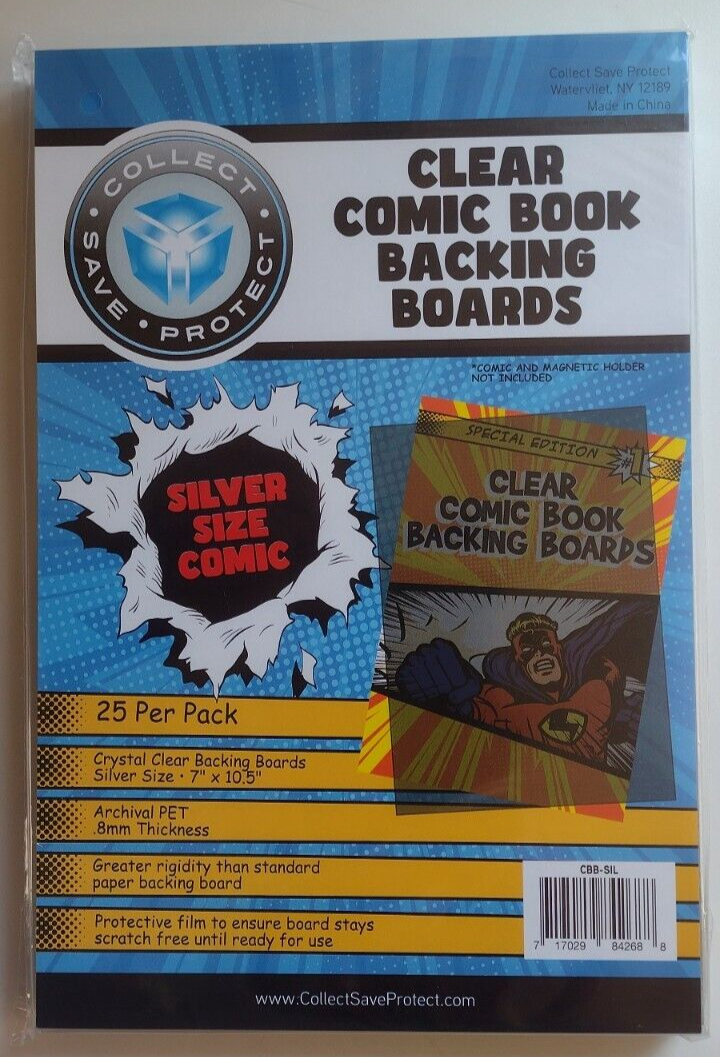 Collect Save Protect
Watervliet, NY 12189
Made in China
COLLECT
SAVE • PROTECT
CLEAR
COMIC BOOK
BACKING
BOARDS
*COMIC AND MAGNETIC HOLDER
NOT INCLUDED
SILVER
SIZE
COMIC
SPECIAL EDITION
#1
CLEAR
COMIC BOOK
BACKING BOARDS
25 Per Pack
Crystal Clear Backing Boards
Silver Size • 7" x 10.5"
Archival PET
.8mm Thickness
Greater rigidity than standard
paper backing board
Protective film to ensure board stays
scratch free until ready for use
CBB-SIL
7 17029 84268 8
www.CollectSaveProtect.com